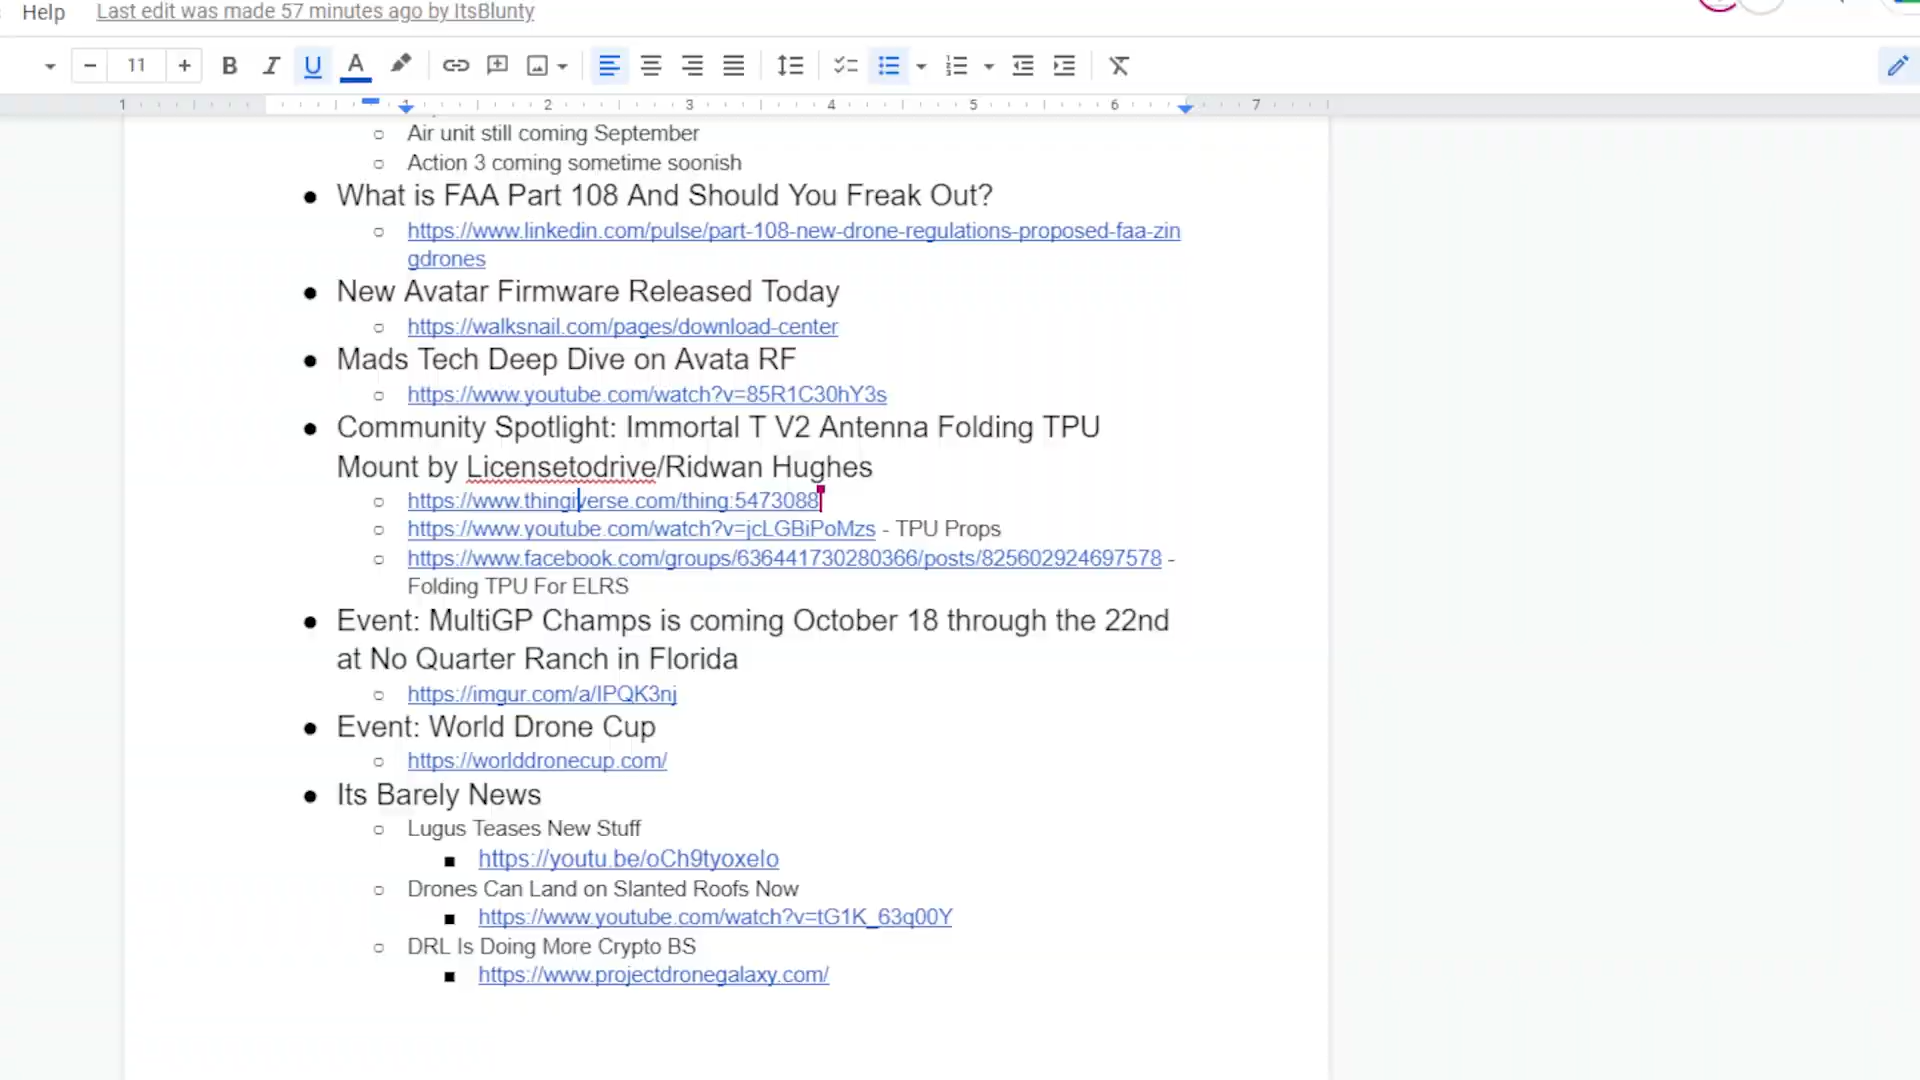 Help Last edit was made 57 minutes ago by ItsBlunty
11
1 1 2 3 4 5 6 7
Air unit still coming September
Action 3 coming sometime soonish
What is FAA Part 108 And Should You Freak Out?
https://www.linkedin.com/pulse/part-108-new-drone-regulations-proposed-faa-zin
gdrones
New Avatar Firmware Released Today
https://walksnail.com/pages/download-center
Mads Tech Deep Dive on Avata RF
https://www.youtube.com/watch?v=85R1C30hY3s
Community Spotlight: Immortal T V2 Antenna Folding TPU
Mount by Licensetodrive/Ridwan Hughes
https://www.thingiverse.com/thing:5473088
https://www.youtube.com/watch?v=jcLGBiPoMzs - TPU Props
https://www.facebook.com/groups/636441730280366/posts/825602924697578 -
Folding TPU For ELRS
Event: MultiGP Champs is coming October 18 through the 22nd
at No Quarter Ranch in Florida
https://imgur.com/a/IPQK3nj
Event: World Drone Cup
https://worlddronecup.com/
Its Barely News
Lugus Teases New Stuff
https://youtu.be/oCh9tyoxeIo
Drones Can Land on Slanted Roofs Now
https://www.youtube.com/watch?v=tG1K_63q00Y
DRL Is Doing More Crypto BS
https://www.projectdronegalaxy.com/